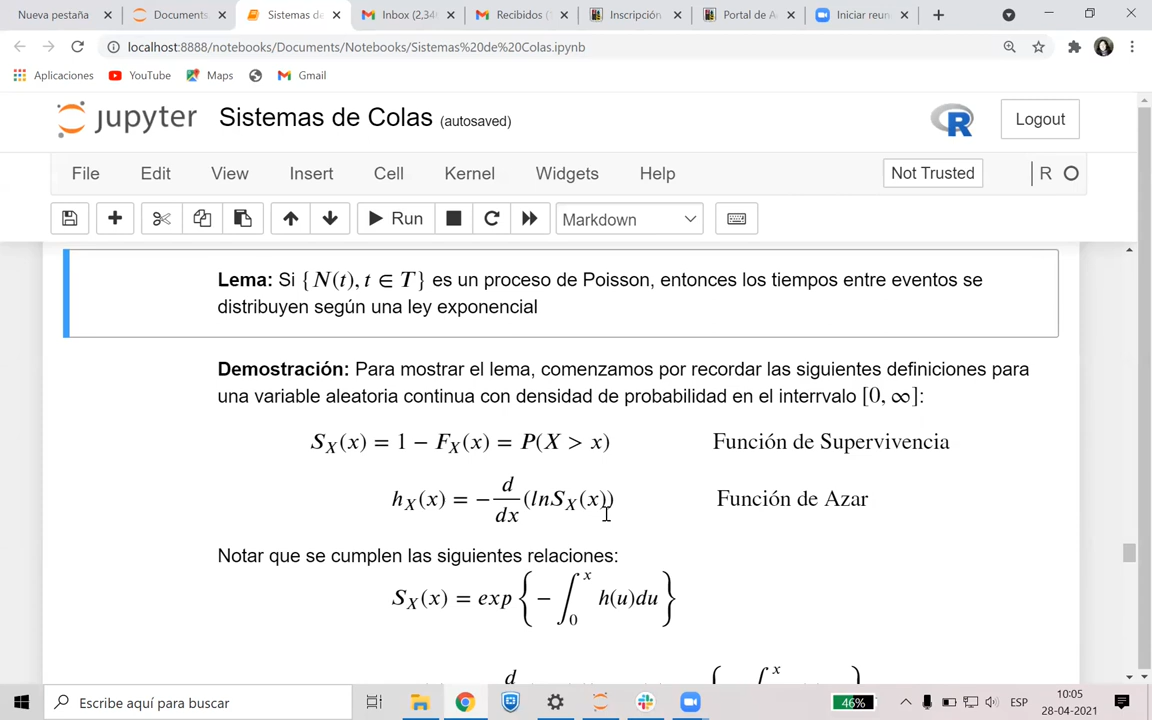 Nueva pestaña
Documents
Sistemas de
Inbox (2,34
Recibidos (
Inscripción
Portal de A
Iniciar reun
localhost:8888/notebooks/Documents/Notebooks/Sistemas%20de%20Colas.ipynb
Aplicaciones YouTube Maps Gmail
jupyter Sistemas de Colas (autosaved) R Logout
File Edit View Insert Cell Kernel Widgets Help Not Trusted R
Run Markdown
Lema: Si {N(t), t ∈ T} es un proceso de Poisson, entonces los tiempos entre eventos se
distribuyen según una ley exponencial
Demostración: Para mostrar el lema, comenzamos por recordar las siguientes definiciones para
una variable aleatoria continua con densidad de probabilidad en el interrvalo [0, ∞]:
S_X(x) = 1 − F_X(x) = P(X > x) Función de Supervivencia
h_X(x) = − d/dx (lnS_X(x)) Función de Azar
Notar que se cumplen las siguientes relaciones:
S_X(x) = exp { − ∫_0^x h(u)du }
d x
Escribe aquí para buscar 46% ESP 10:05
28-04-2021